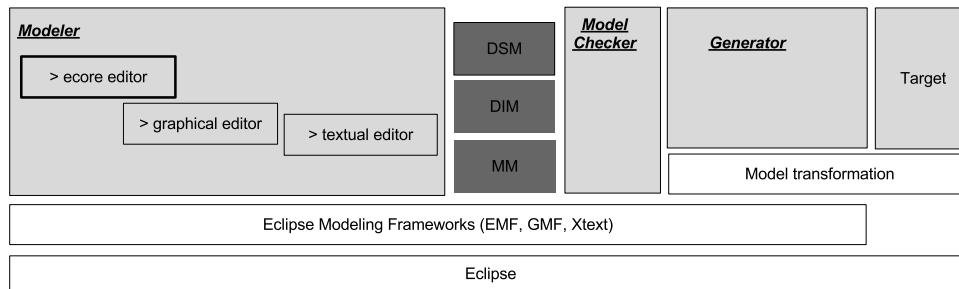 Modeler
> ecore editor
> graphical editor
> textual editor
DSM
DIM
MM
Model
Checker
Generator
Target
Model transformation
Eclipse Modeling Frameworks (EMF, GMF, Xtext)
Eclipse